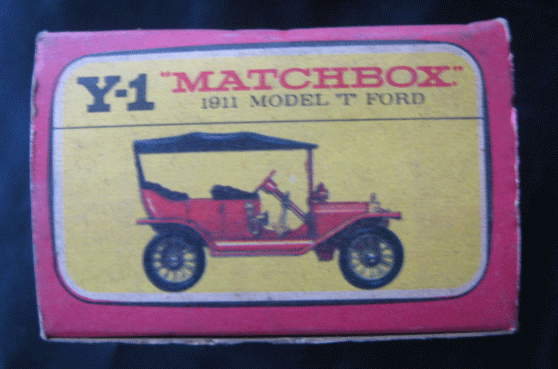 Y-1 "MATCHBOX"
1911 MODEL 'T' FORD